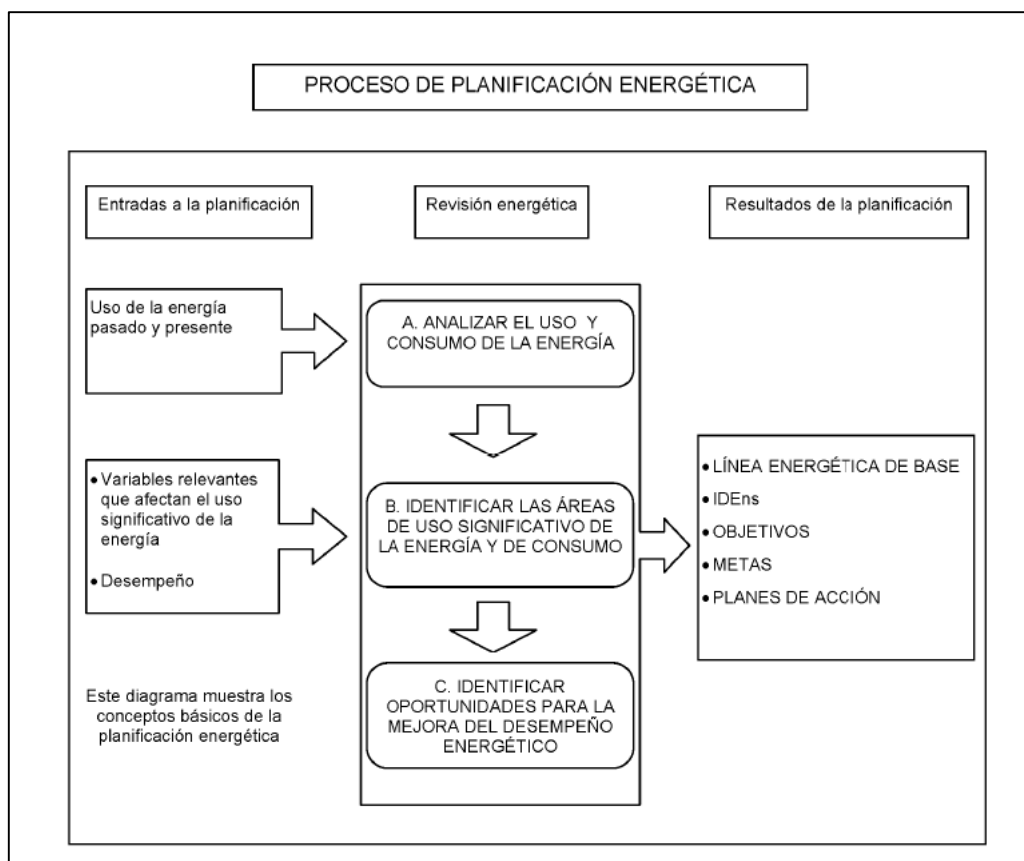 PROCESO DE PLANIFICACIÓN ENERGÉTICA
Entradas a la planificación
Revisión energética
Resultados de la planificación
Uso de la energía
pasado y presente
A. ANALIZAR EL USO Y
CONSUMO DE LA ENERGÍA
• Variables relevantes
que afectan el uso
significativo de la
energía
• Desempeño
B. IDENTIFICAR LAS ÁREAS
DE USO SIGNIFICATIVO DE
LA ENERGÍA Y DE CONSUMO
• LÍNEA ENERGÉTICA DE BASE
• IDEns
• OBJETIVOS
• METAS
• PLANES DE ACCIÓN
C. IDENTIFICAR
OPORTUNIDADES PARA LA
MEJORA DEL DESEMPEÑO
ENERGÉTICO
Este diagrama muestra los
conceptos básicos de la
planificación energética